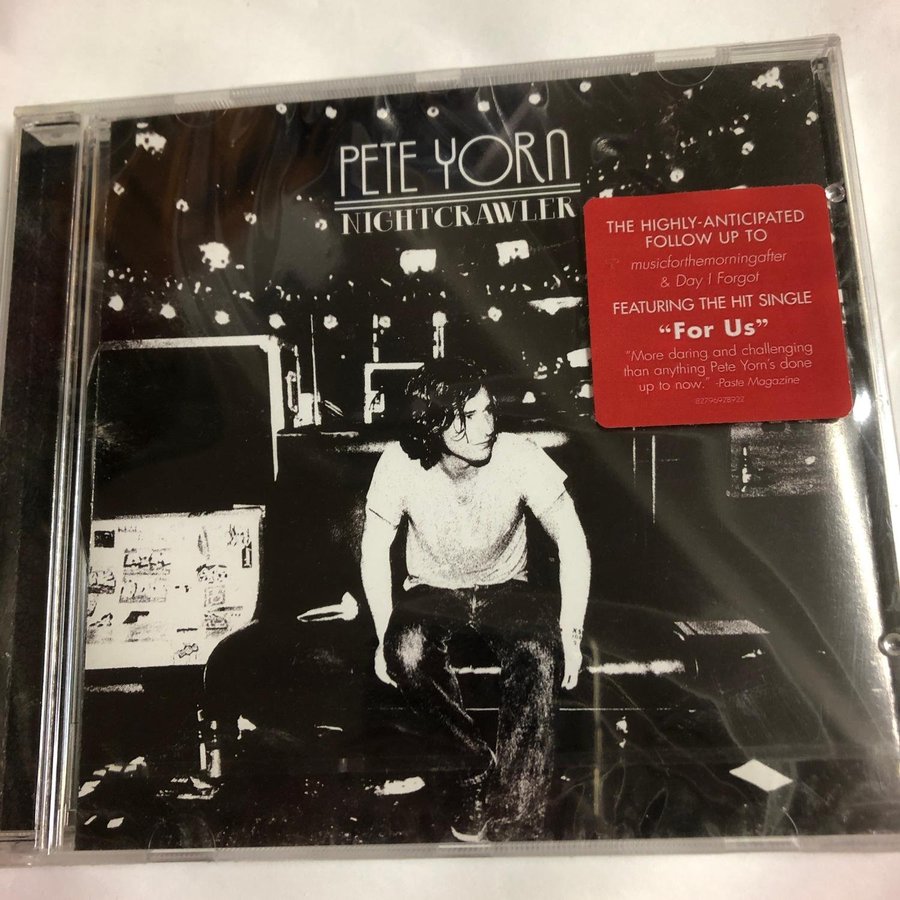 PETE YORN
NIGHTCRAWLER
THE HIGHLY-ANTICIPATED
FOLLOW UP TO
musicforthemorningafter
& Day I Forgot
FEATURING THE HIT SINGLE
"For Us"
"More daring and challenging
than anything Pete Yorn's done
up to now." -Paste Magazine
82796978922